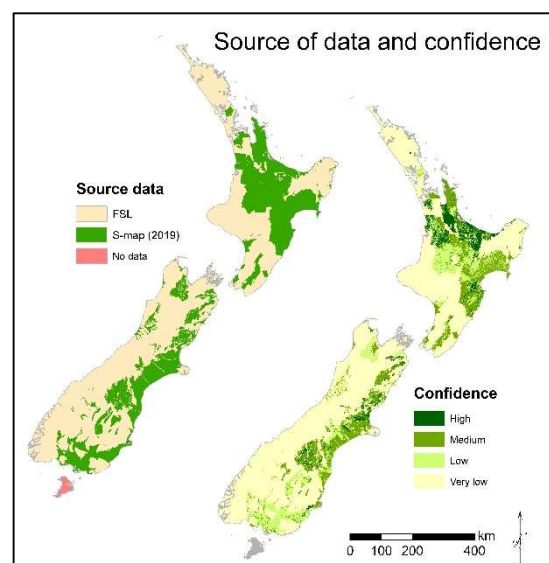 Source of data and confidence
Source data
FSL
S-map (2019)
No data
Confidence
High
Medium
Low
Very low
km
0 100 200 400